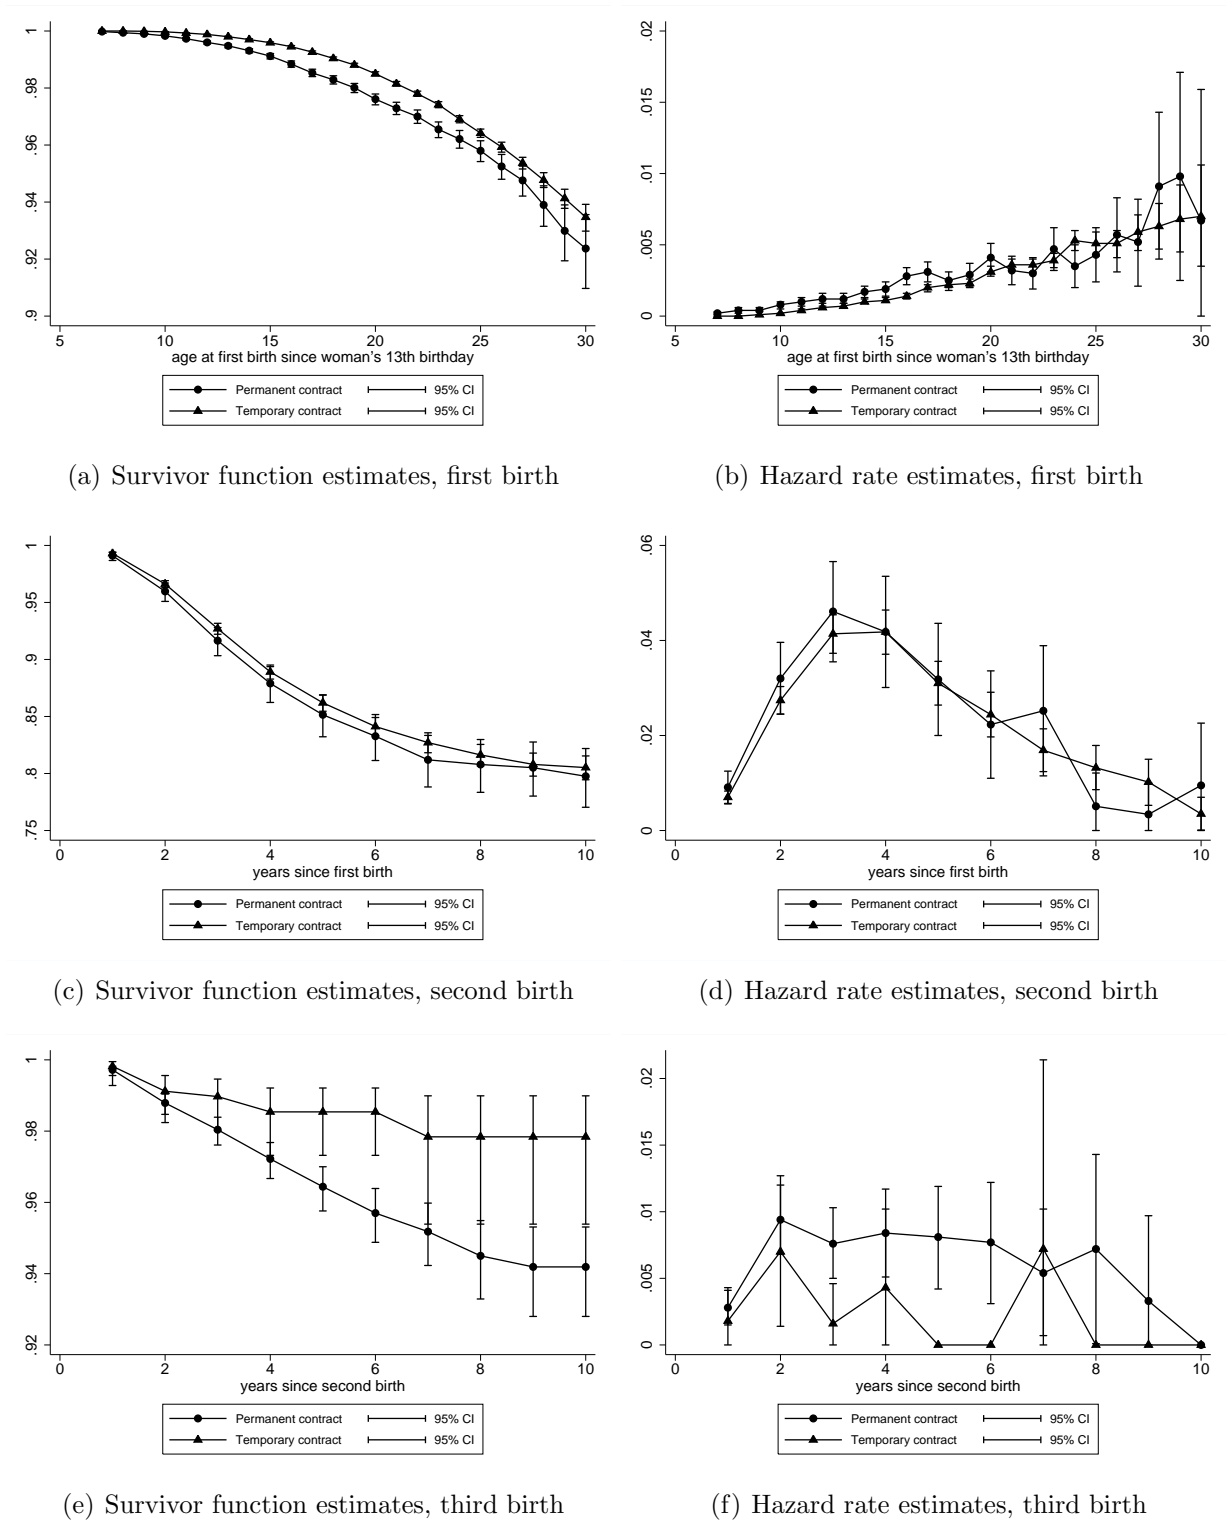 1
.98
.96
.94
.92
.9
5
10
15
20
25
30
age at first birth since woman's 13th birthday
Permanent contract 95% CI
Temporary contract 95% CI
(a) Survivor function estimates, first birth
.02
.015
.01
.005
0
5
10
15
20
25
30
age at first birth since woman's 13th birthday
Permanent contract 95% CI
Temporary contract 95% CI
(b) Hazard rate estimates, first birth
1
.95
.9
.85
.8
.75
0
2
4
6
8
10
years since first birth
Permanent contract 95% CI
Temporary contract 95% CI
(c) Survivor function estimates, second birth
.06
.04
.02
0
0
2
4
6
8
10
years since first birth
Permanent contract 95% CI
Temporary contract 95% CI
(d) Hazard rate estimates, second birth
1
.98
.96
.94
.92
0
2
4
6
8
10
years since second birth
Permanent contract 95% CI
Temporary contract 95% CI
(e) Survivor function estimates, third birth
.02
.015
.01
.005
0
0
2
4
6
8
10
years since second birth
Permanent contract 95% CI
Temporary contract 95% CI
(f) Hazard rate estimates, third birth